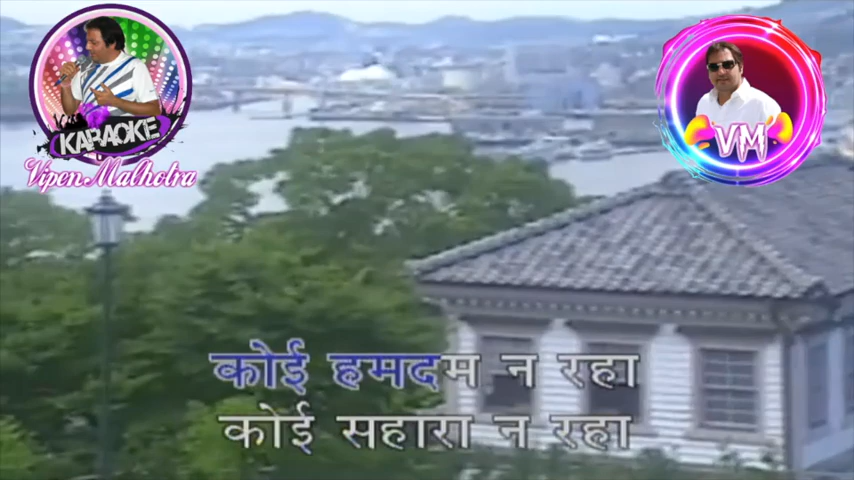 KARAOKE
Vipen Malhotra
VM
कोई हमदम न रहा
कोई सहारा न रहा